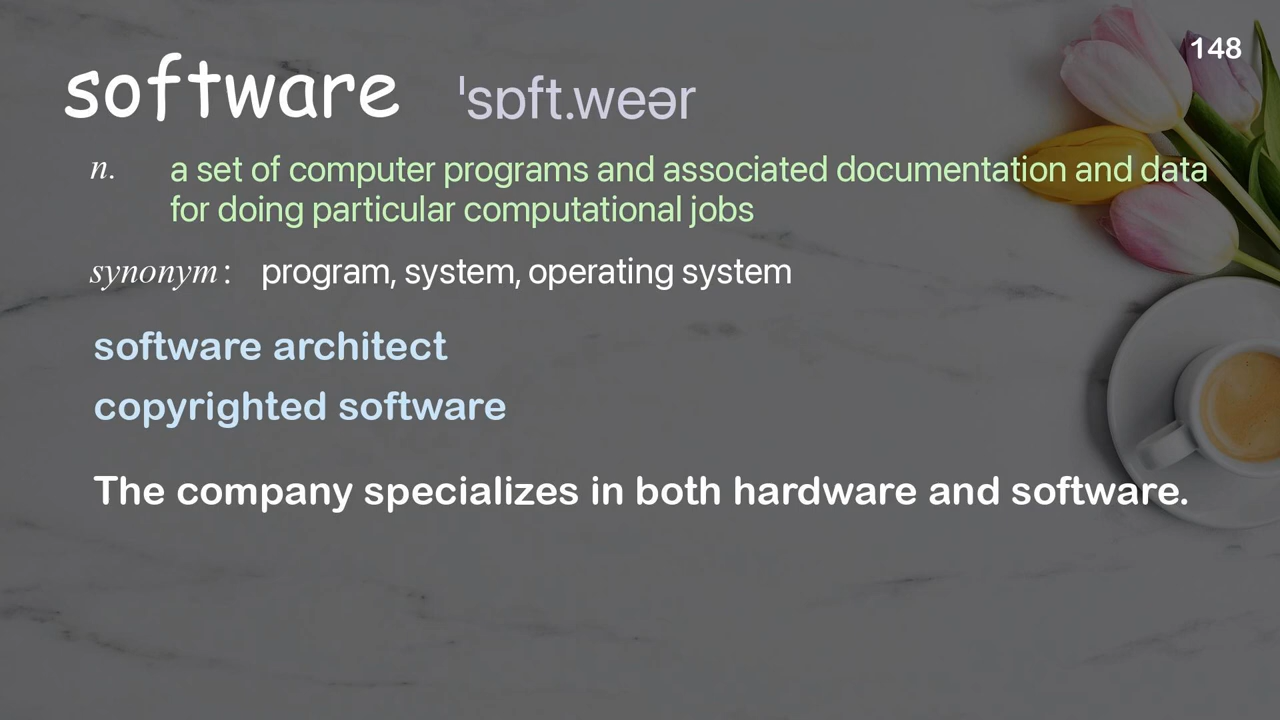 148
software ˈsɒft.weər
n. a set of computer programs and associated documentation and data
for doing particular computational jobs
synonym: program, system, operating system
software architect
copyrighted software
The company specializes in both hardware and software.